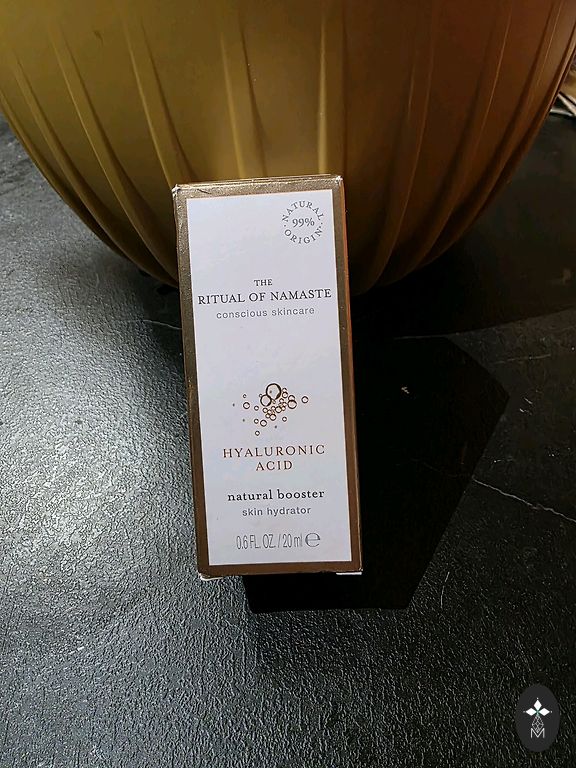 NATURAL
99%
ORIGIN
THE
RITUAL OF NAMASTE
conscious skincare
HYALURONIC
ACID
natural booster
skin hydrator
0.6 FL. OZ. / 20 ml ℮
M